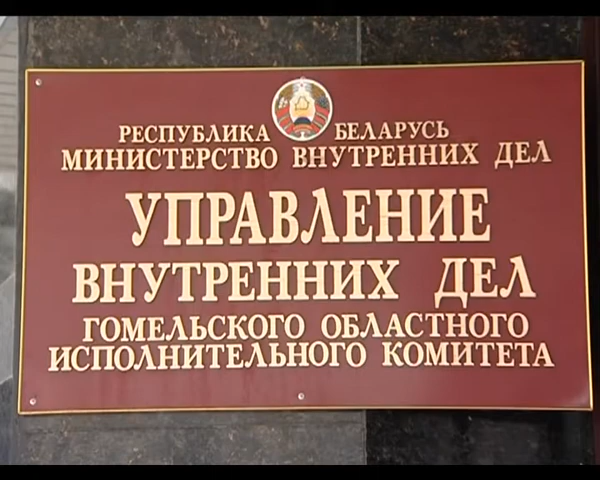 РЕСПУБЛИКА БЕЛАРУСЬ
МИНИСТЕРСТВО ВНУТРЕННИХ ДЕЛ
УПРАВЛЕНИЕ
ВНУТРЕННИХ ДЕЛ
ГОМЕЛЬСКОГО ОБЛАСТНОГО
ИСПОЛНИТЕЛЬНОГО КОМИТЕТА